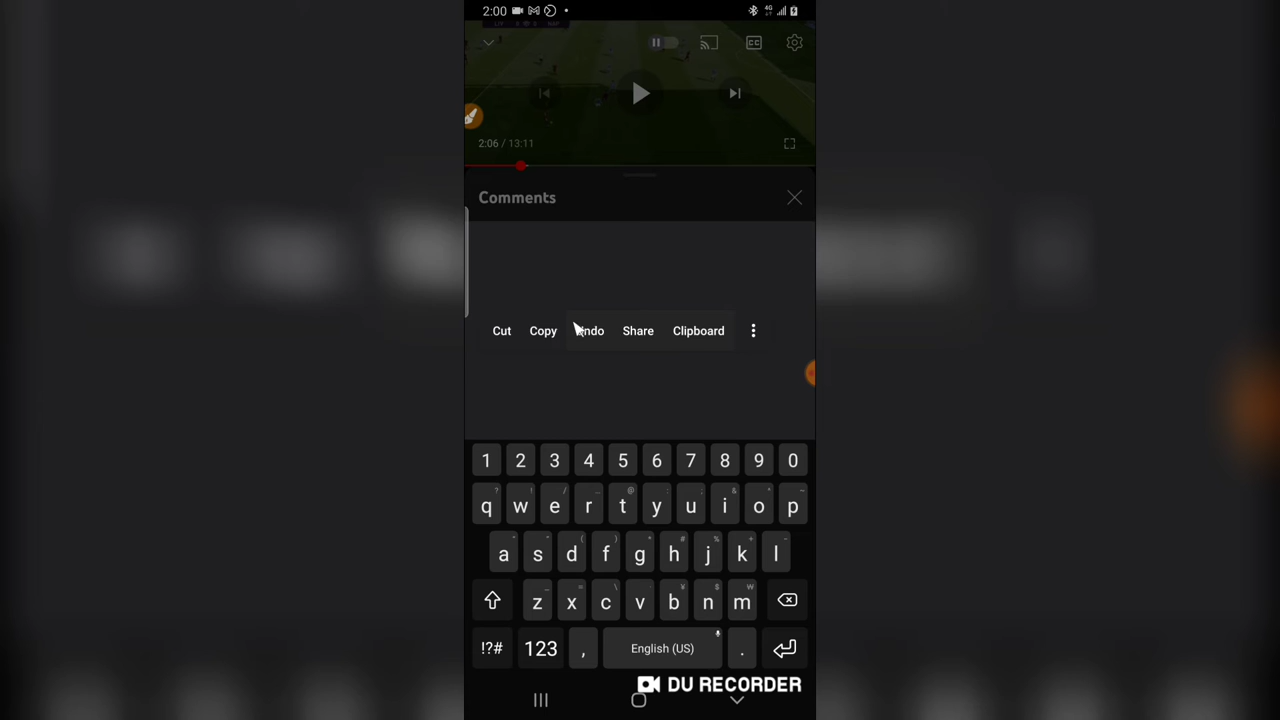 2:00
4G
2:06 / 13:11
Comments
Cut Copy Undo Share Clipboard
1 2 3 4 5 6 7 8 9 0
q w e r t y u i o p
a s d f g h j k l
z x c v b n m
!?# 123 , English (US) .
DU RECORDER